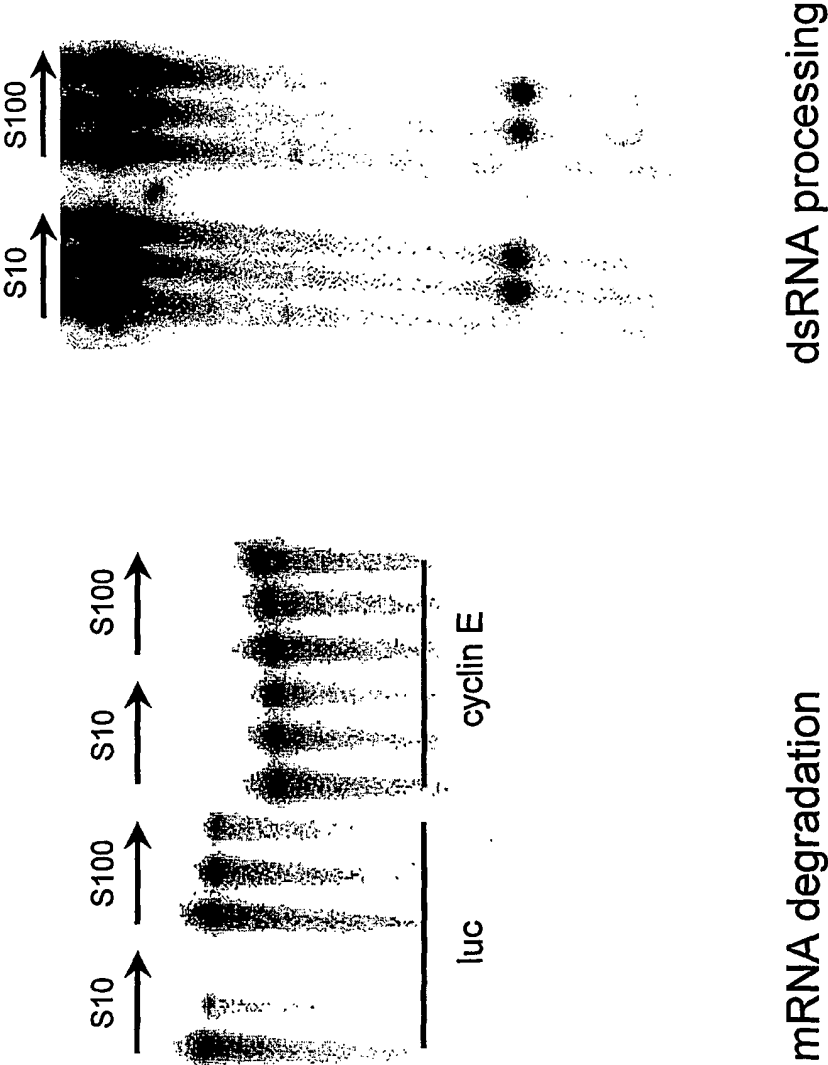 S10
S100
S10
S100
luc
cyclin E
mRNA degradation
S10
S100
dsRNA processing